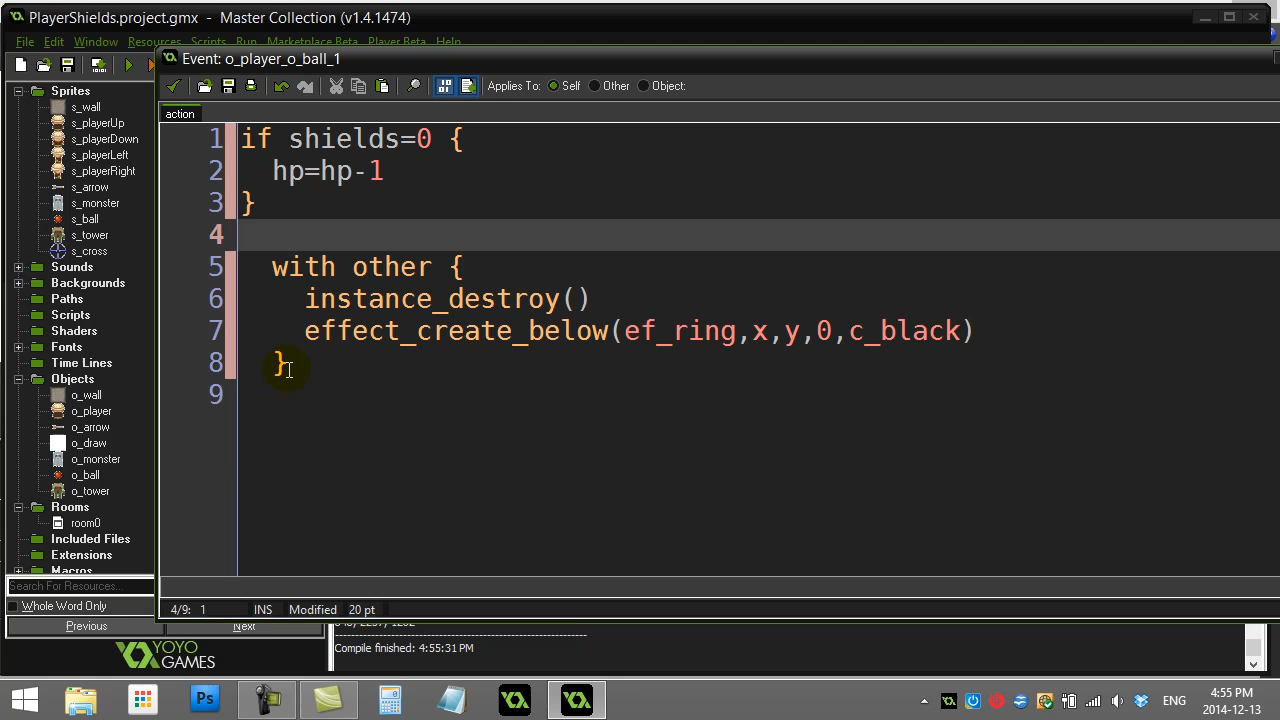 PlayerShields.project.gmx - Master Collection (v1.4.1474)
File Edit Window Resources Scripts Run Marketplace Beta Player Beta Help
Event: o_player_o_ball_1
Applies To: Self Other Object:
action
Sprites
s_wall
s_playerUp
s_playerDown
s_playerLeft
s_playerRight
s_arrow
s_monster
s_ball
s_tower
s_cross
Sounds
Backgrounds
Paths
Scripts
Shaders
Fonts
Time Lines
Objects
o_wall
o_player
o_arrow
o_draw
o_monster
o_ball
o_tower
Rooms
room0
Included Files
Extensions
Macros
Search For Resources...
Whole Word Only
Previous Next
YOYO
GAMES
1 if shields=0 {
2 hp=hp-1
3 }
4
5 with other {
6 instance_destroy()
7 effect_create_below(ef_ring,x,y,0,c_black)
8 }
9
4/9: 1 INS Modified 20 pt
Compile finished: 4:55:31 PM
Ps
ENG
4:55 PM
2014-12-13